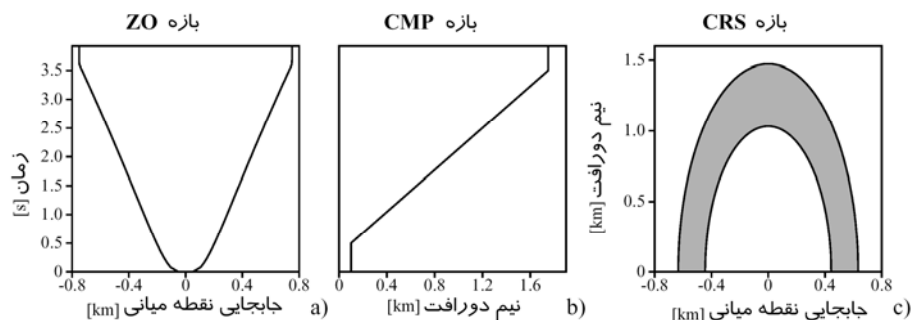 بازه ZO
3.5
3.0
2.5
2.0
1.5
1.0
0.5
0
زمان [s]
-0.8 -0.4 0 0.4 0.8
جابجایی نقطه میانی [km]
a)
بازه CMP
0 0.4 0.8 1.2 1.6
نیم دورافت [km]
b)
بازه CRS
1.5
1.0
0.5
0
نیم دورافت [km]
-0.8 -0.4 0 0.4 0.8
جابجایی نقطه میانی [km]
c)